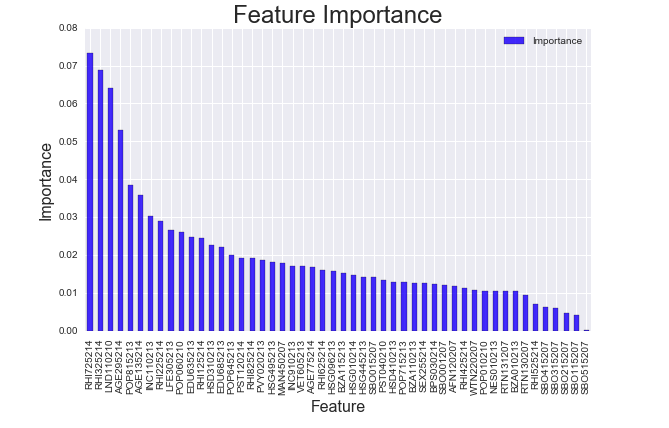 Feature Importance
Importance
0.08
0.07
0.06
0.05
0.04
0.03
0.02
0.01
0.00
Importance
RHI725214
RHI325214
LND110210
AGE295214
POP815213
AGE135214
INC110213
RHI225214
LFE305213
POP060210
EDU635213
RHI125214
HSD310213
EDU685213
POP645213
PST120214
RHI825214
PVY020213
HSG495213
MAN450207
INC910213
VET605213
AGE775214
RHI625214
HSG096213
BZA115213
HSG010214
HSG445213
SBO015207
PST040210
HSD410213
POP715213
BZA110213
SEX255214
BPS030214
SBO001207
AFN120207
RHI425214
WTN220207
POP010210
NES010213
RTN131207
BZA010213
RTN130207
RHI525214
SBO415207
SBO315207
SBO215207
SBO115207
SBO515207
Feature